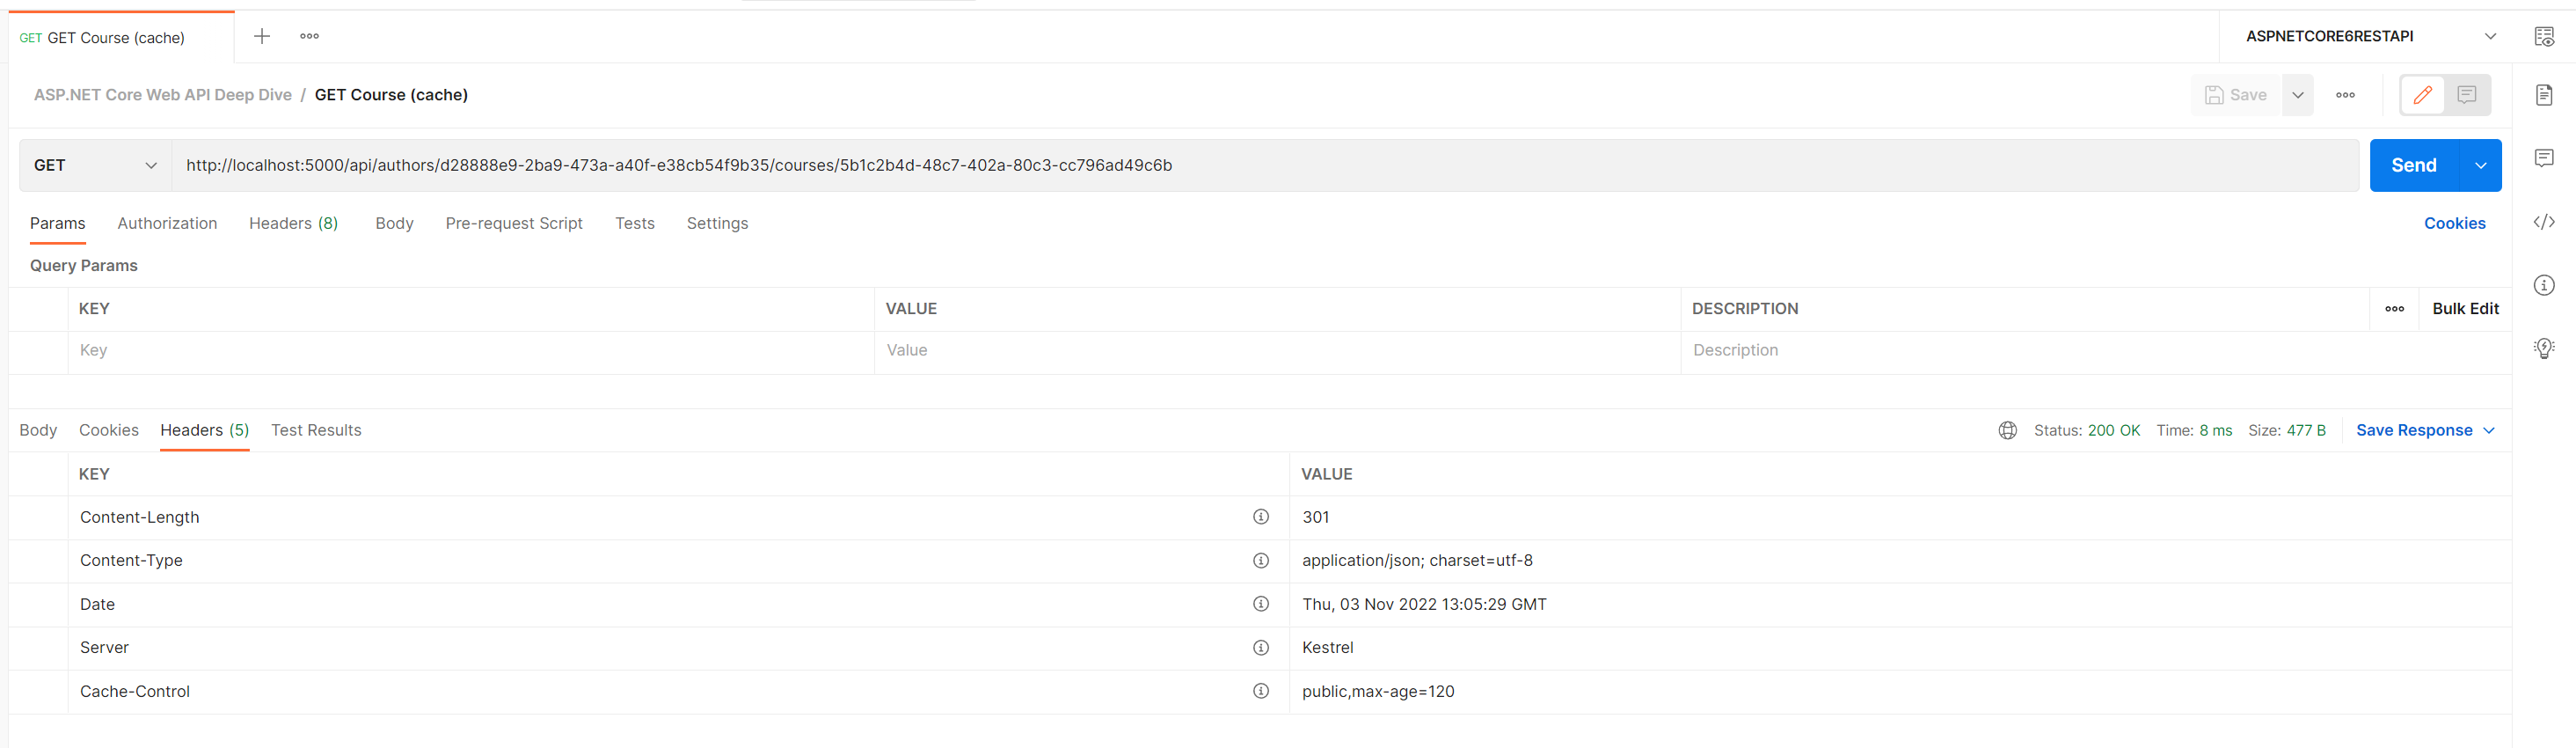 GET GET Course (cache)
ASPNETCORE6RESTAPI
ASP.NET Core Web API Deep Dive / GET Course (cache)
Save
GET http://localhost:5000/api/authors/d28888e9-2ba9-473a-a40f-e38cb54f9b35/courses/5b1c2b4d-48c7-402a-80c3-cc796ad49c6b Send
Params Authorization Headers (8) Body Pre-request Script Tests Settings Cookies
Query Params
KEY VALUE DESCRIPTION Bulk Edit
Key Value Description
Body Cookies Headers (5) Test Results Status: 200 OK Time: 8 ms Size: 477 B Save Response
KEY VALUE
Content-Length 301
Content-Type application/json; charset=utf-8
Date Thu, 03 Nov 2022 13:05:29 GMT
Server Kestrel
Cache-Control public,max-age=120